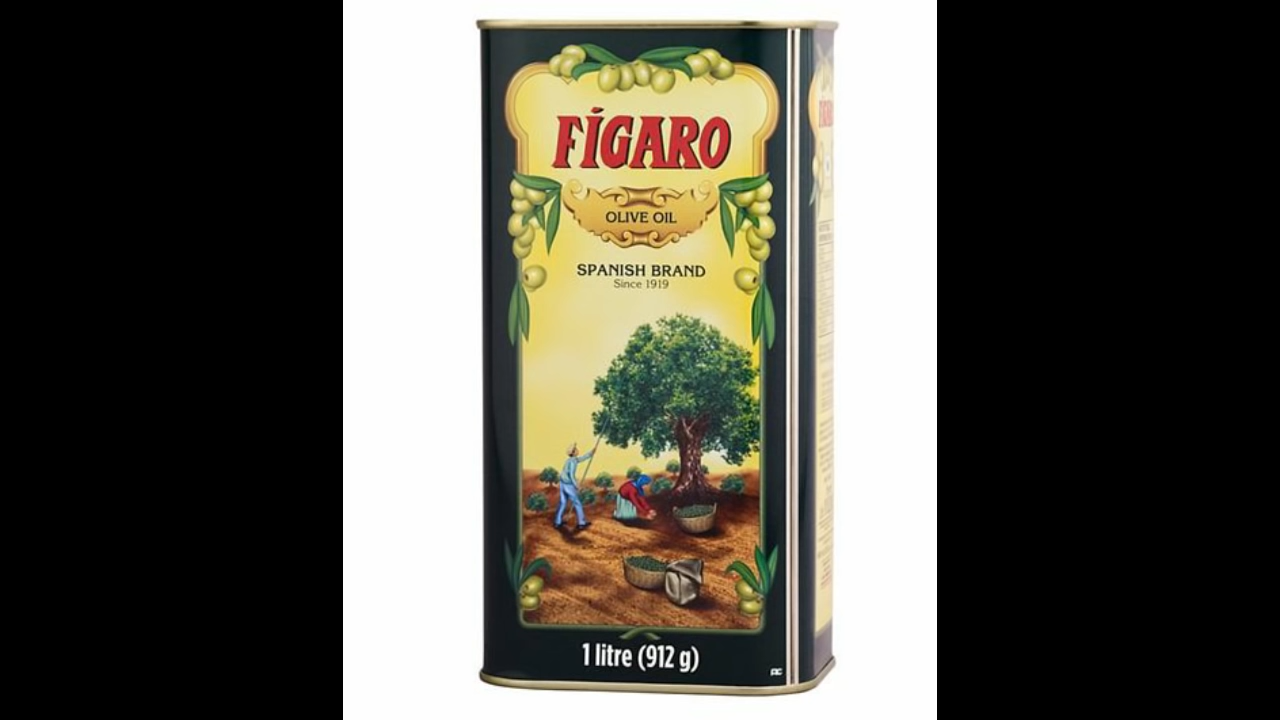 FÍGARO
OLIVE OIL
SPANISH BRAND
Since 1919
1 litre (912 g)